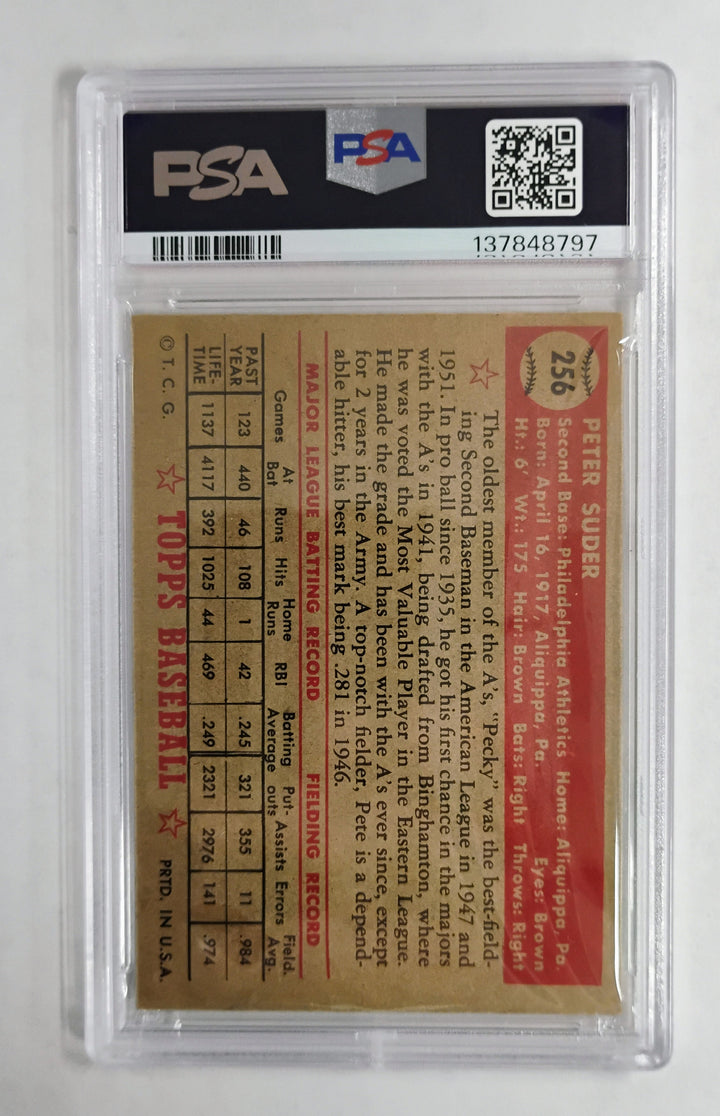 PSA
PSA
137848797
256
PETER SUDER
Second Base: Philadelphia Athletics Home: Aliquippa, Pa.
Born: April 16, 1917, Aliquippa, Pa. Eyes: Brown
Ht.: 6' Wt.: 175 Hair: Brown Bats: Right Throws: Right
The oldest member of the A's, "Pecky" was the best-field-
ing Second Baseman in the American League in 1947 and
1951. In pro ball since 1935, he got his first chance in the majors
with the A's in 1941, being drafted from Binghamton, where
he was voted the Most Valuable Player in the Eastern League.
He made the grade and has been with the A's ever since, except
for 2 years in the Army. A top-notch fielder, Pete is a depend-
able hitter, his best mark being .281 in 1946.
MAJOR LEAGUE BATTING RECORD FIELDING RECORD
Games At Bat Runs Hits Home Runs RBI Batting Average Put-outs Assists Errors Field. Avg.
PAST YEAR 123 440 46 108 1 42 .245 321 355 11 .984
LIFE-TIME 1137 4117 392 1025 44 469 .249 2321 2976 141 .974
© T. C. G. TOPPS BASEBALL PRTD. IN U.S.A.